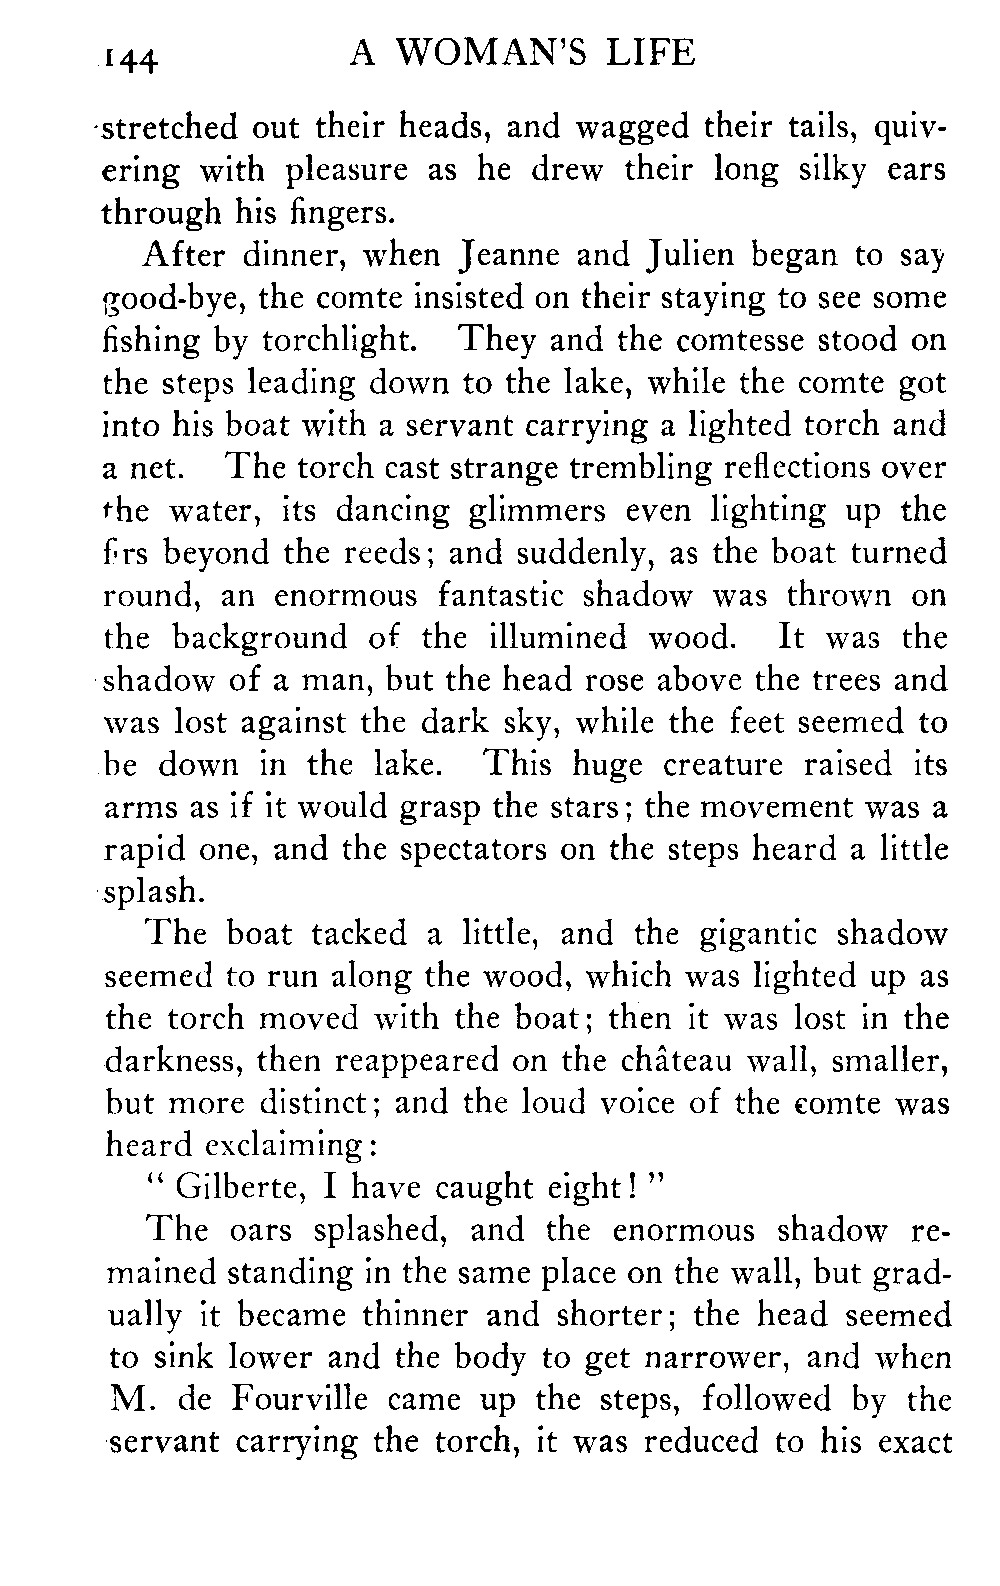 144 A WOMAN'S LIFE
stretched out their heads, and wagged their tails, quiv-
ering with pleasure as he drew their long silky ears
through his fingers.
After dinner, when Jeanne and Julien began to say
good-bye, the comte insisted on their staying to see some
fishing by torchlight. They and the comtesse stood on
the steps leading down to the lake, while the comte got
into his boat with a servant carrying a lighted torch and
a net. The torch cast strange trembling reflections over
the water, its dancing glimmers even lighting up the
firs beyond the reeds; and suddenly, as the boat turned
round, an enormous fantastic shadow was thrown on
the background of the illumined wood. It was the
shadow of a man, but the head rose above the trees and
was lost against the dark sky, while the feet seemed to
be down in the lake. This huge creature raised its
arms as if it would grasp the stars; the movement was a
rapid one, and the spectators on the steps heard a little
splash.
The boat tacked a little, and the gigantic shadow
seemed to run along the wood, which was lighted up as
the torch moved with the boat; then it was lost in the
darkness, then reappeared on the château wall, smaller,
but more distinct; and the loud voice of the comte was
heard exclaiming:
“ Gilberte, I have caught eight! ”
The oars splashed, and the enormous shadow re-
mained standing in the same place on the wall, but grad-
ually it became thinner and shorter; the head seemed
to sink lower and the body to get narrower, and when
M. de Fourville came up the steps, followed by the
servant carrying the torch, it was reduced to his exact